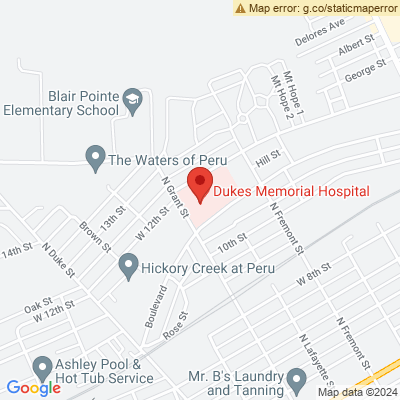 Map error: g.co/staticmaperror
Delores Ave
Albert St
George St
Mt Hope 1
Mt Hope 2
Blair Pointe
Elementary School
The Waters of Peru
Hill St
Dukes Memorial Hospital
N Grant St
13th St
W 12th St
N Fremont St
Brown St
10th St
14th St
N Duke St
Hickory Creek at Peru
W 8th St
Oak St
W 12th St
Boulevard
Rose St
N Fremont St
N Lafayette St
Ashley Pool &
Hot Tub Service
Mr. B's Laundry
and Tanning
Google
Map data ©2024